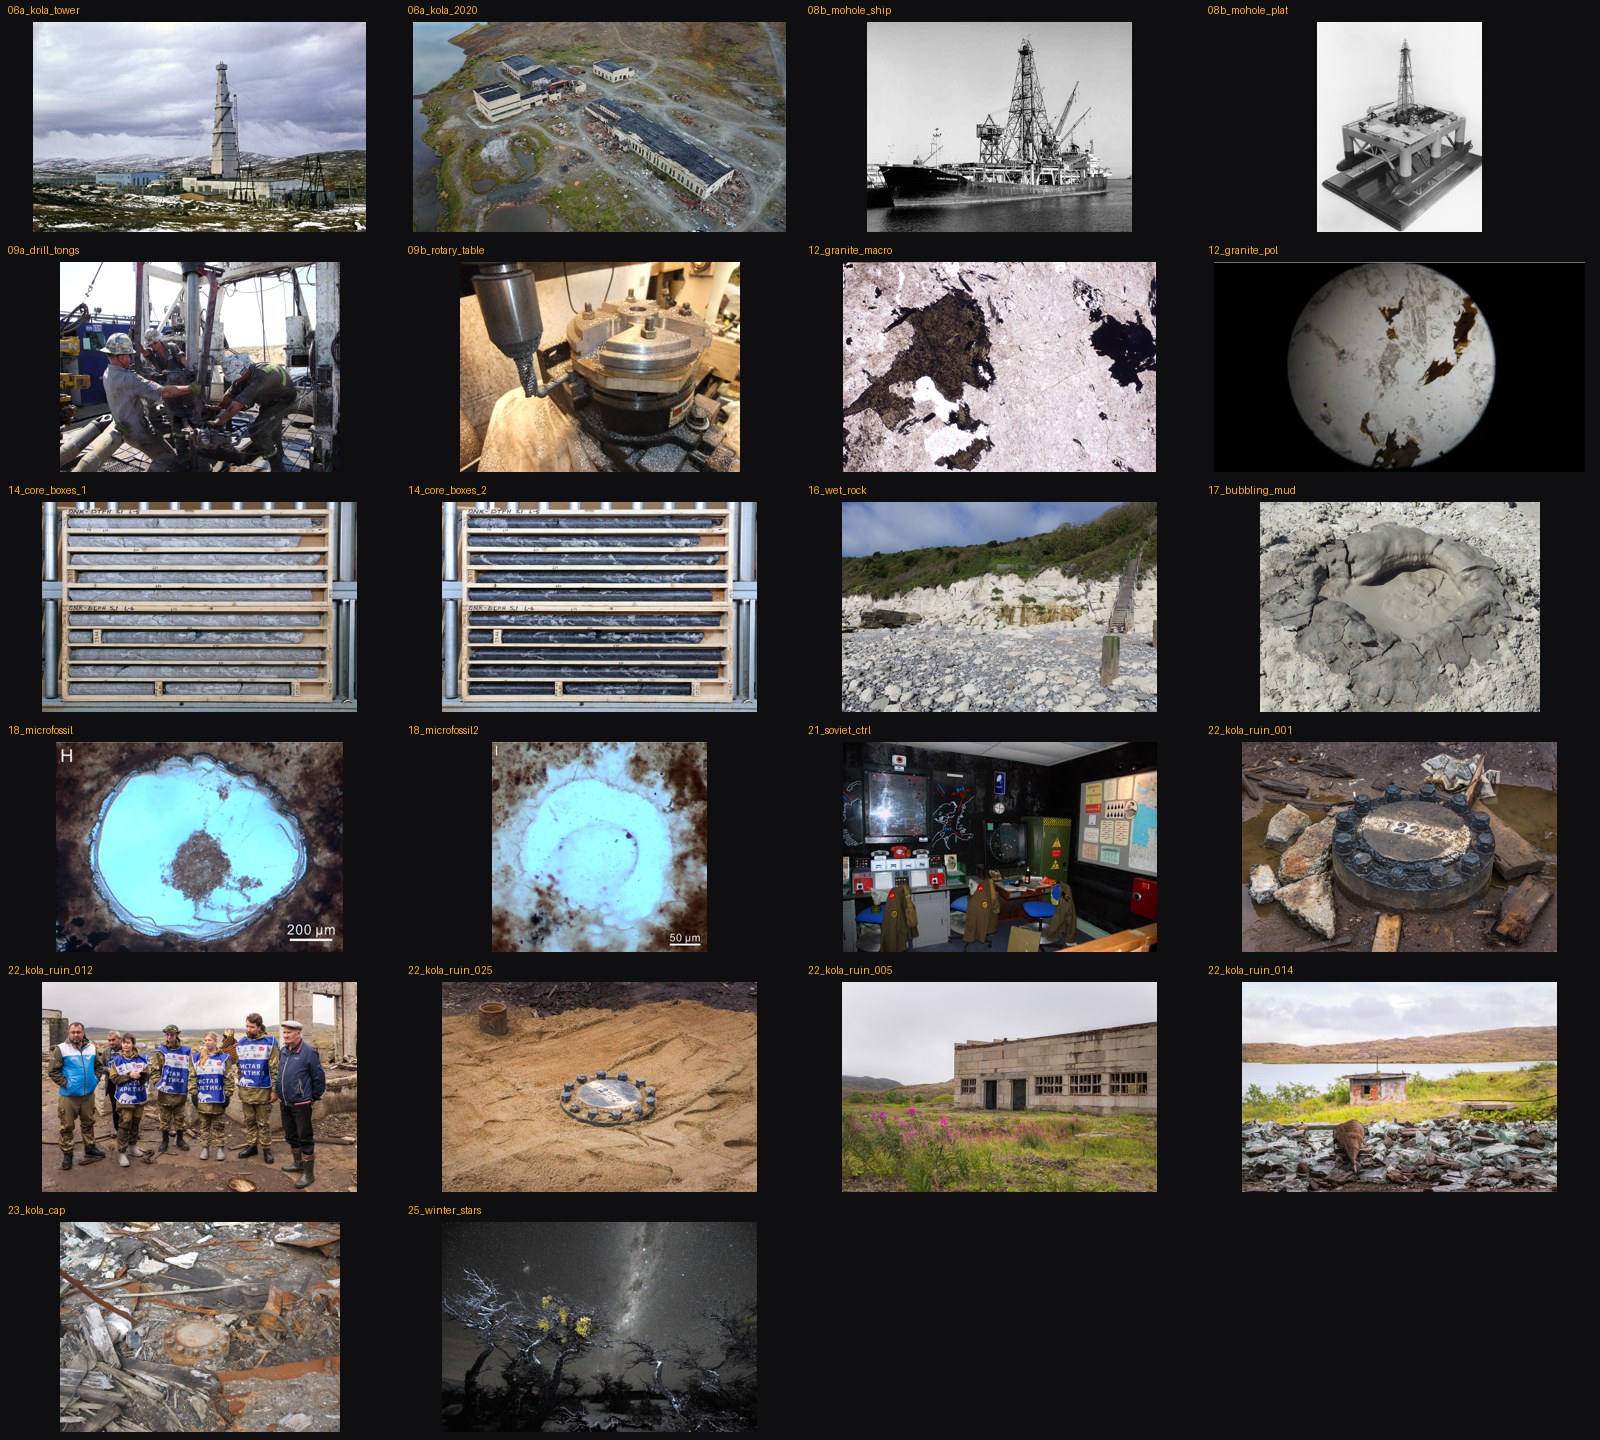 06a_kola_tower
06a_kola_2020
08b_mohole_ship
08b_mohole_plat
09a_drill_tongs
09b_rotary_table
12_granite_macro
12_granite_pol
14_core_boxes_1
14_core_boxes_2
16_wet_rock
17_bubbling_mud
18_microfossil
18_microfossil2
21_soviet_ctrl
22_kola_ruin_001
H
200 µm
I
50 µm
22_kola_ruin_012
22_kola_ruin_025
22_kola_ruin_005
22_kola_ruin_014
23_kola_cap
25_winter_stars